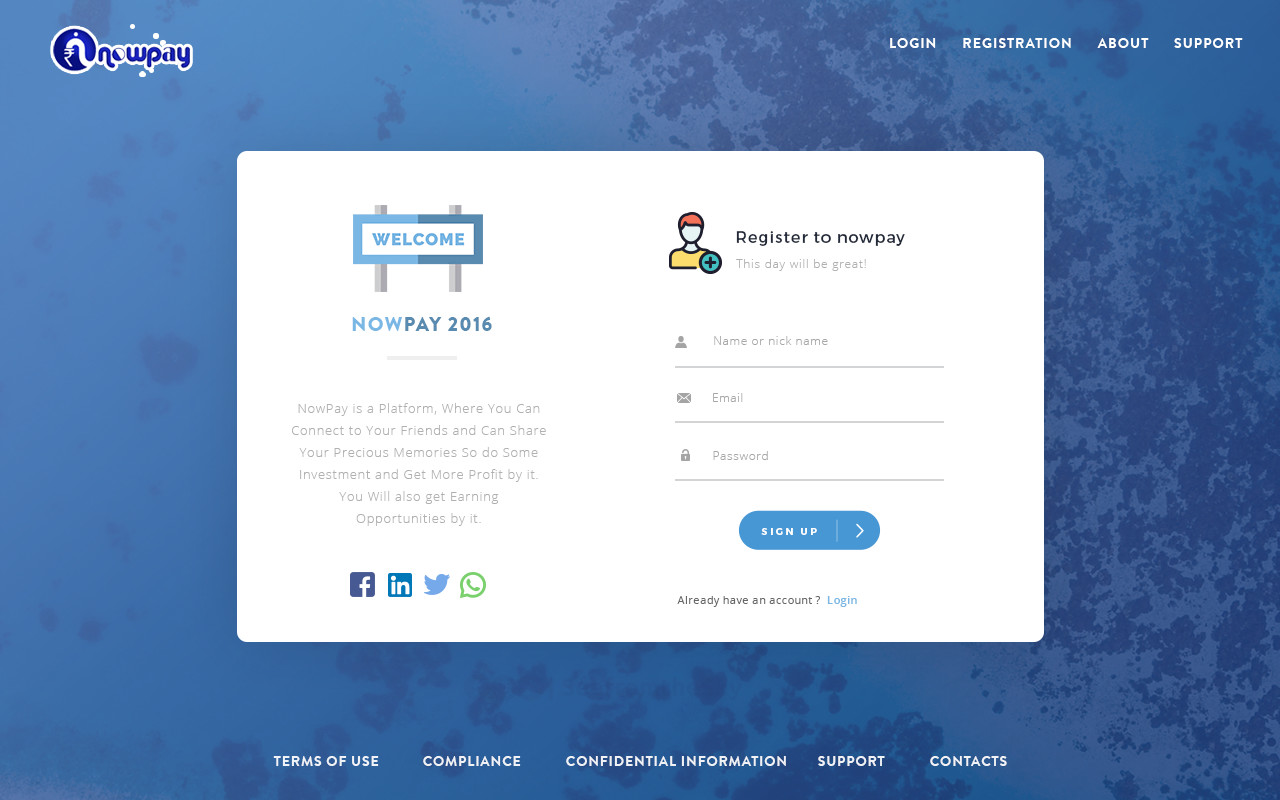 nowpay
LOGIN REGISTRATION ABOUT SUPPORT
WELCOME
NOWPAY 2016
NowPay is a Platform, Where You Can
Connect to Your Friends and Can Share
Your Precious Memories So do Some
Investment and Get More Profit by it.
You Will also get Earning
Opportunities by it.
Register to nowpay
This day will be great!
Name or nick name
Email
Password
SIGN UP
Already have an account ? Login
TERMS OF USE COMPLIANCE CONFIDENTIAL INFORMATION SUPPORT CONTACTS